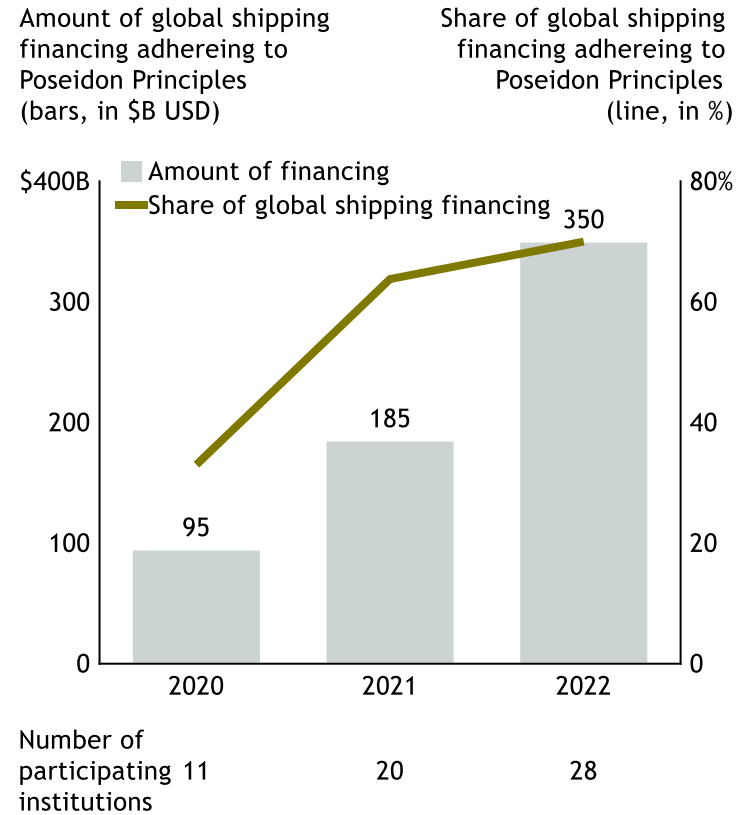 Amount of global shipping
financing adhereing to
Poseidon Principles
(bars, in $B USD)
Share of global shipping
financing adhereing to
Poseidon Principles
(line, in %)
Amount of financing
Share of global shipping financing
$400B
300
200
100
0
80%
60
40
20
0
95
185
350
2020
2021
2022
Number of
participating 11 20 28
institutions